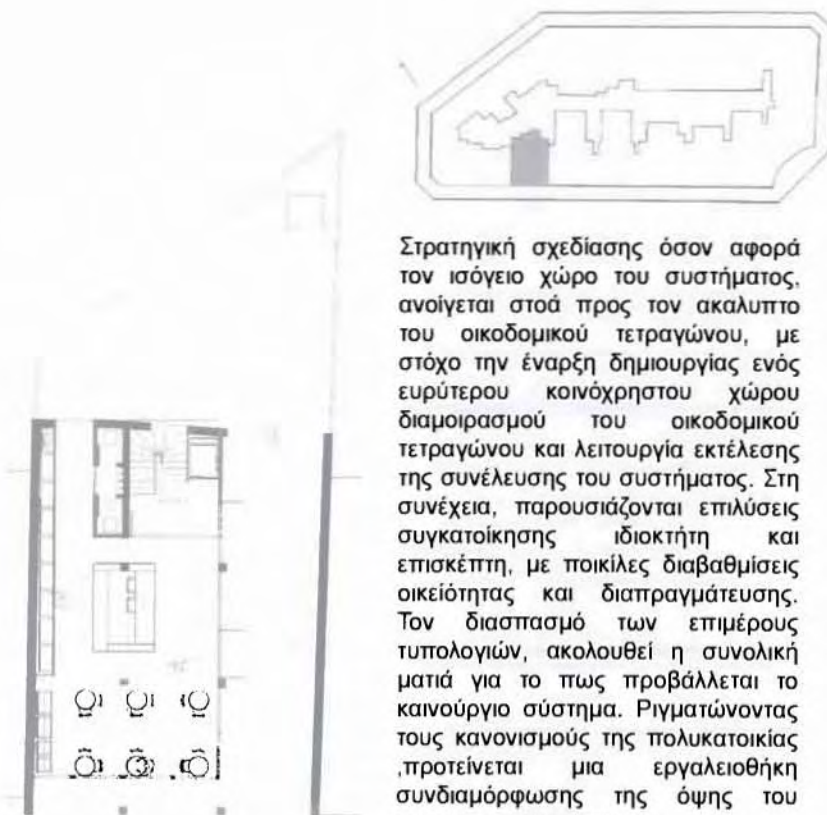 Στρατηγική σχεδίασης όσον αφορά
τον ισόγειο χώρο του συστήματος,
ανοίγεται στοά προς τον ακαλυπτο
του οικοδομικού τετραγώνου, με
στόχο την έναρξη δημιουργίας ενός
ευρύτερου κοινόχρηστου χώρου
διαμοιρασμού του οικοδομικού
τετραγώνου και λειτουργία εκτέλεσης
της συνέλευσης του συστήματος. Στη
συνέχεια, παρουσιάζονται επιλύσεις
συγκατοίκησης ιδιοκτήτη και
επισκέπτη, με ποικίλες διαβαθμίσεις
οικείότητας και διαπραγμάτευσης.
Τον διασπασμό των επιμέρους
τυπολογιών, ακολουθεί η συνολική
ματιά για το πως προβάλλεται το
καινούργιο σύστημα. Ριγματώνοντας
τους κανονισμούς της πολυκατοικίας
,προτείνεται μια εργαλειοθήκη
συνδιαμόρφωσης της όψης του